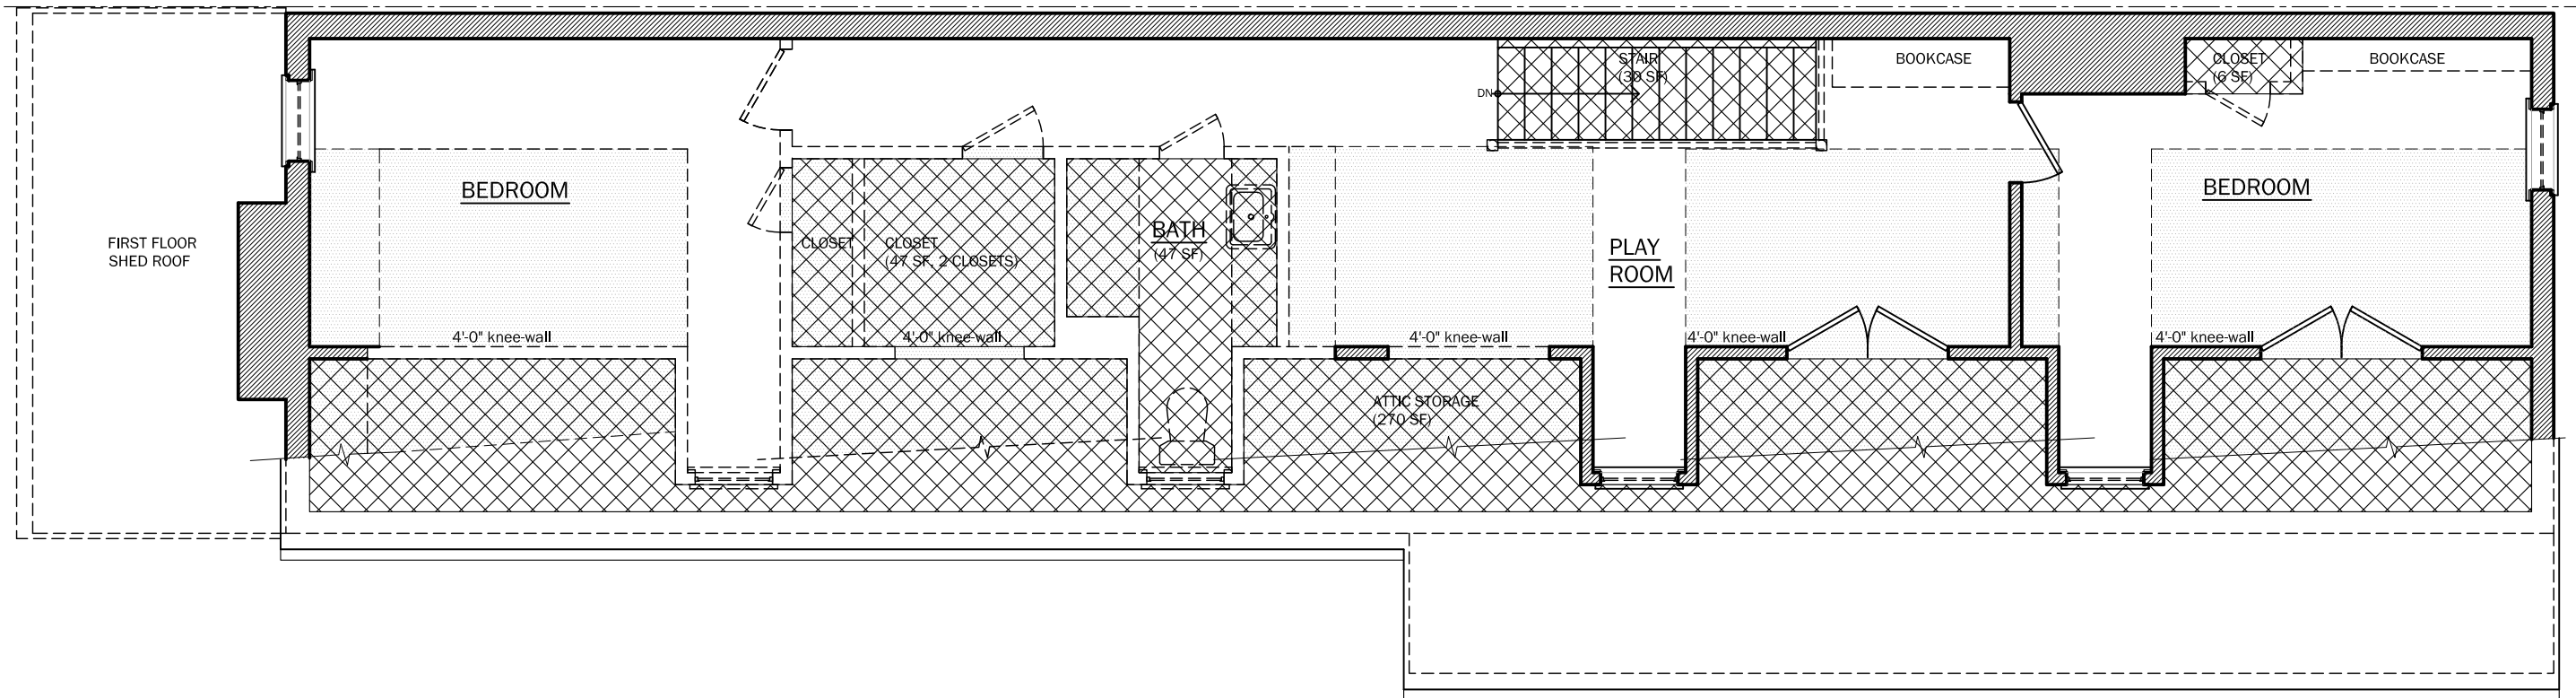 STAIR
(30 SF)
BOOKCASE
CLOSET
(6 SF)
BOOKCASE
DN
BEDROOM
BEDROOM
FIRST FLOOR
SHED ROOF
CLOSET
CLOSET
(47 SF, 2 CLOSETS)
BATH
(47 SF)
PLAY
ROOM
4'-0" knee-wall
4'-0" knee-wall
4'-0" knee-wall
4'-0" knee-wall
4'-0" knee-wall
ATTIC STORAGE
(270 SF)